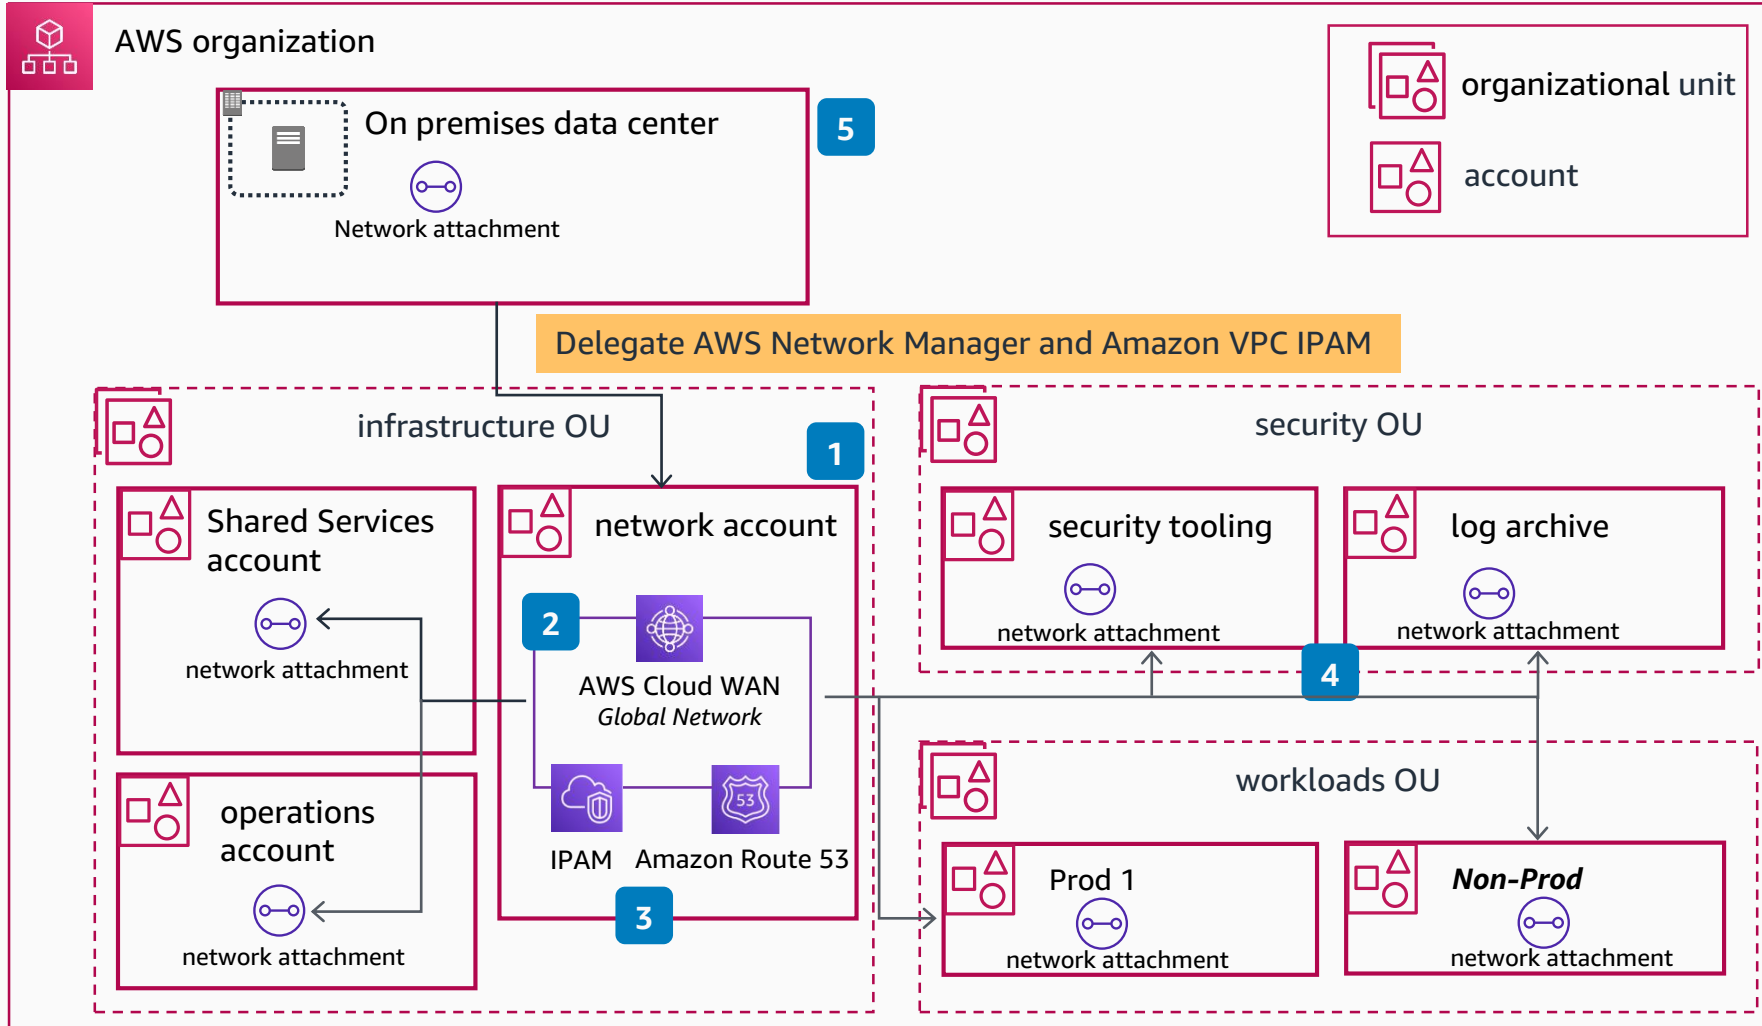 AWS organization
organizational unit
account
On premises data center
5
Network attachment
Delegate AWS Network Manager and Amazon VPC IPAM
infrastructure OU
1
Shared Services
account
network attachment
network account
2
AWS Cloud WAN
Global Network
53
IPAM
Amazon Route 53
3
operations
account
network attachment
security OU
security tooling
network attachment
log archive
network attachment
4
workloads OU
Prod 1
network attachment
Non-Prod
network attachment